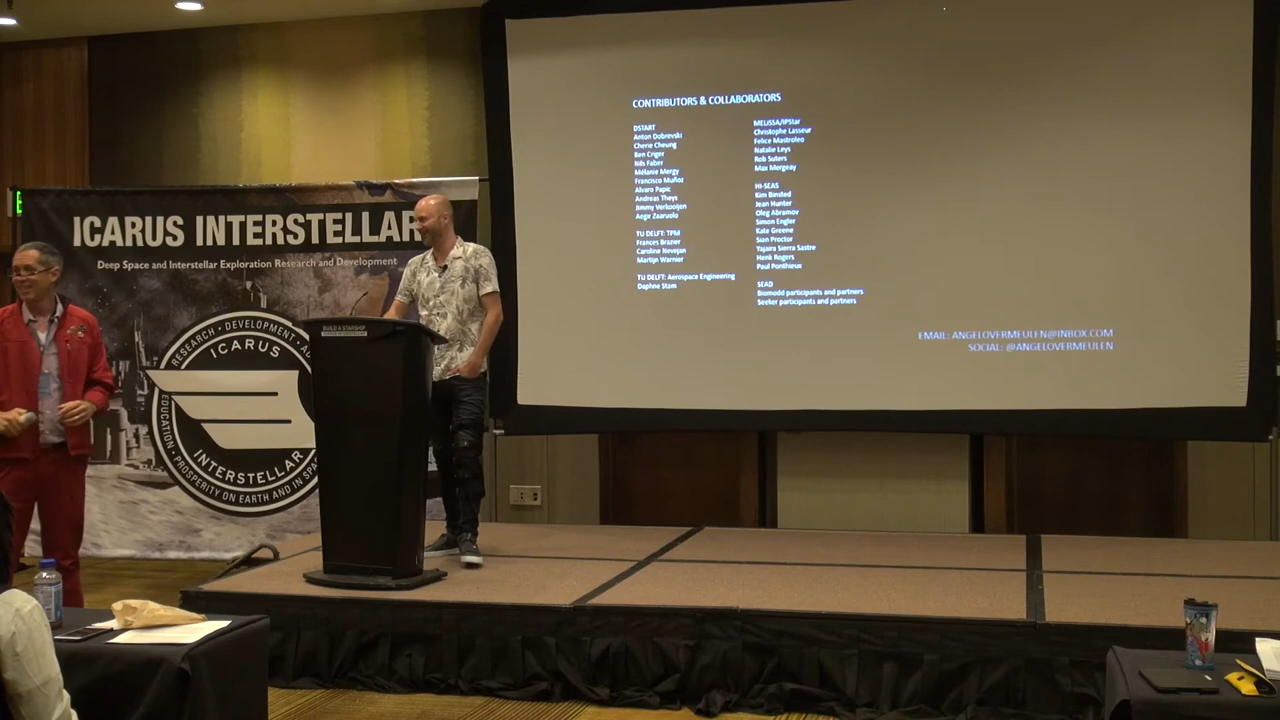 CONTRIBUTORS & COLLABORATORS
DSTART
Anton Dobrevski
Cherie Cheung
Ben Criger
Nils Faber
Mélanie Mergy
Francisco Muñoz
Alvaro Papic
Andreas Theys
Jimmy Verkooijen
Aogir Zaaruolo
TU DELFT: TPM
Frances Brazier
Caroline Nevejan
Martijn Warnier
TU DELFT: Aerospace Engineering
Daphne Stam
MELiSSA/IPStar
Christophe Lasseur
Felice Mastroleo
Natalie Leys
Rob Suters
Max Mergeay
HI-SEAS
Kim Binsted
Jean Hunter
Oleg Abramov
Simon Engler
Kate Greene
Sian Proctor
Yajaira Sierra Sastre
Henk Rogers
Paul Ponthieux
SEAD
Biomodd participants and partners
Seeker participants and partners
EMAIL: ANGELOVERMEULEN@INBOX.COM
SOCIAL: @ANGELOVERMEULEN
ICARUS INTERSTELLAR
Deep Space and Interstellar Exploration Research and Development
RESEARCH • DEVELOPMENT •
ICARUS
INTERSTELLAR
EDUCATION • PROSPERITY ON EARTH AND IN
BUILD A STARSHIP